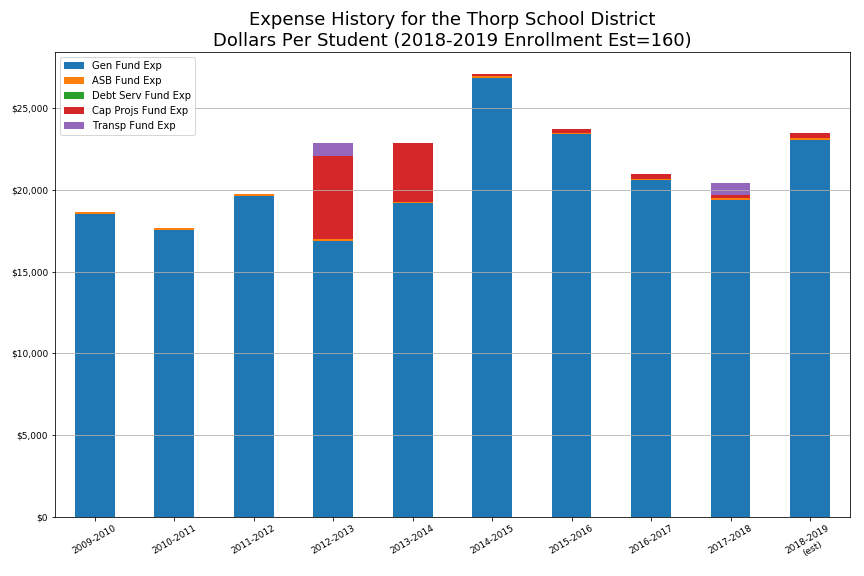 Expense History for the Thorp School District
Dollars Per Student (2018-2019 Enrollment Est=160)
Gen Fund Exp
ASB Fund Exp
Debt Serv Fund Exp
Cap Projs Fund Exp
Transp Fund Exp
$25,000
$20,000
$15,000
$10,000
$5,000
$0
2009-2010
2010-2011
2011-2012
2012-2013
2013-2014
2014-2015
2015-2016
2016-2017
2017-2018
2018-2019
(est)